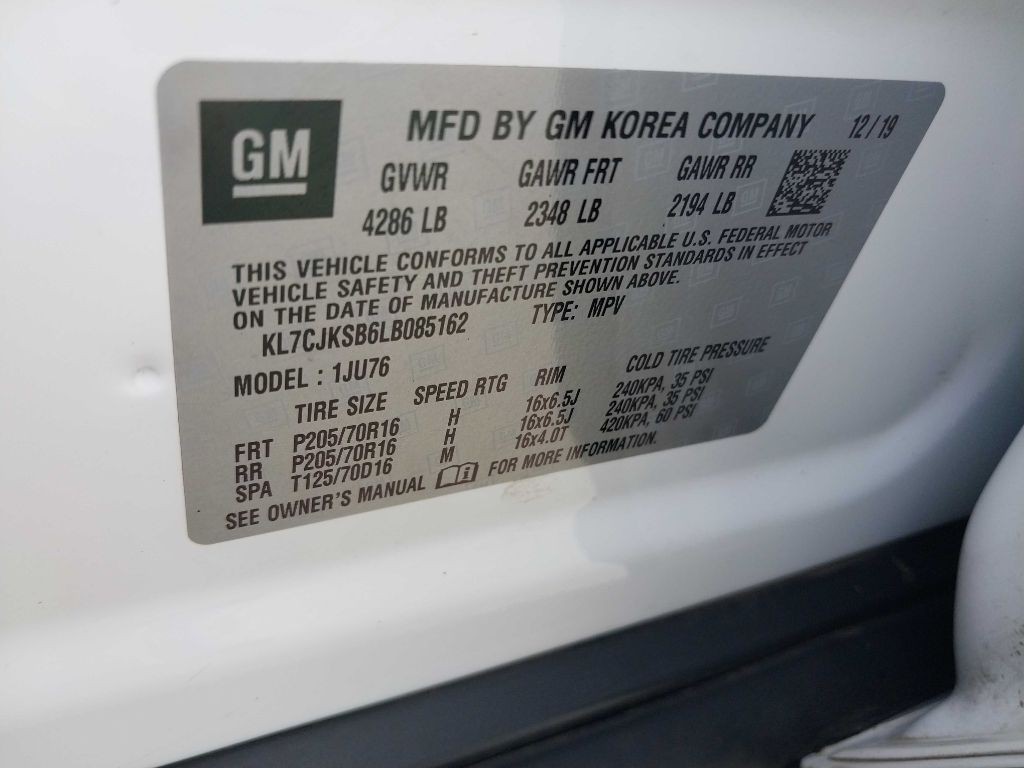 GM
MFD BY GM KOREA COMPANY 12/19
GVWR GAWR FRT GAWR RR
4286 LB 2348 LB 2194 LB
THIS VEHICLE CONFORMS TO ALL APPLICABLE U.S. FEDERAL MOTOR
VEHICLE SAFETY AND THEFT PREVENTION STANDARDS IN EFFECT
ON THE DATE OF MANUFACTURE SHOWN ABOVE.
KL7CJKSB6LB085162 TYPE: MPV
MODEL : 1JU76
TIRE SIZE SPEED RTG RIM COLD TIRE PRESSURE
FRT P205/70R16 H 16x6.5J 240KPA, 35 PSI
RR P205/70R16 H 16x6.5J 240KPA, 35 PSI
SPA T125/70D16 M 16x4.0T 420KPA, 60 PSI
SEE OWNER'S MANUAL FOR MORE INFORMATION.